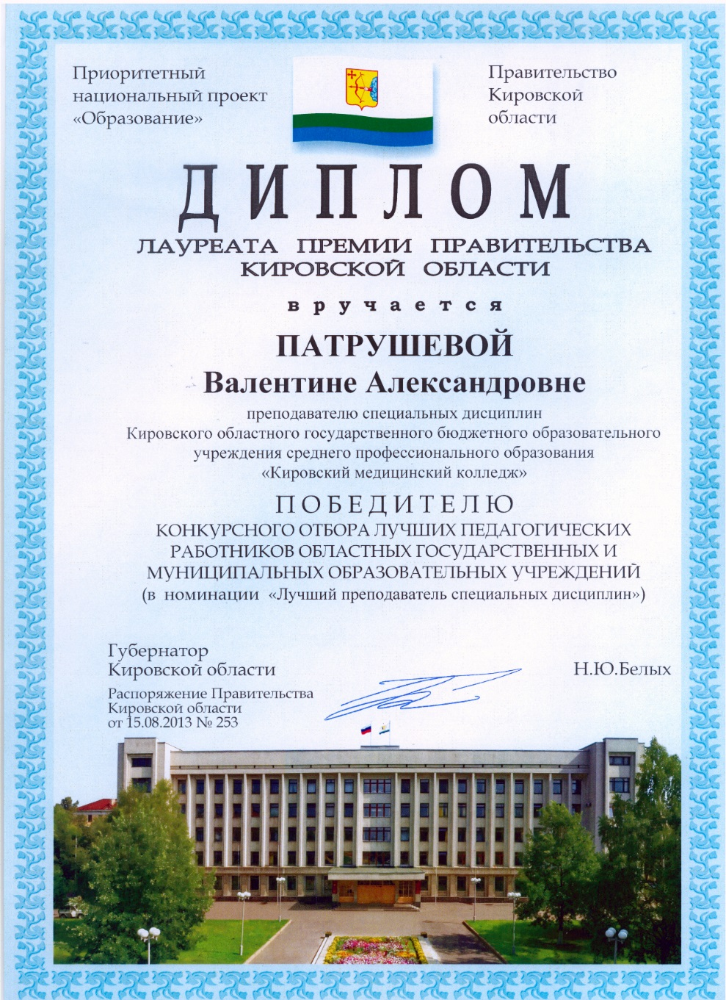 Приоритетный
национальный проект
«Образование»
Правительство
Кировской
области
ДИПЛОМ
ЛАУРЕАТА ПРЕМИИ ПРАВИТЕЛЬСТВА
КИРОВСКОЙ ОБЛАСТИ
вручается
ПАТРУШЕВОЙ
Валентине Александровне
преподавателю специальных дисциплин
Кировского областного государственного бюджетного образовательного
учреждения среднего профессионального образования
«Кировский медицинский колледж»
ПОБЕДИТЕЛЮ
КОНКУРСНОГО ОТБОРА ЛУЧШИХ ПЕДАГОГИЧЕСКИХ
РАБОТНИКОВ ОБЛАСТНЫХ ГОСУДАРСТВЕННЫХ И
МУНИЦИПАЛЬНЫХ ОБРАЗОВАТЕЛЬНЫХ УЧРЕЖДЕНИЙ
(в номинации «Лучший преподаватель специальных дисциплин»)
Губернатор
Кировской области
Н.Ю.Белых
Распоряжение Правительства
Кировской области
от 15.08.2013 № 253